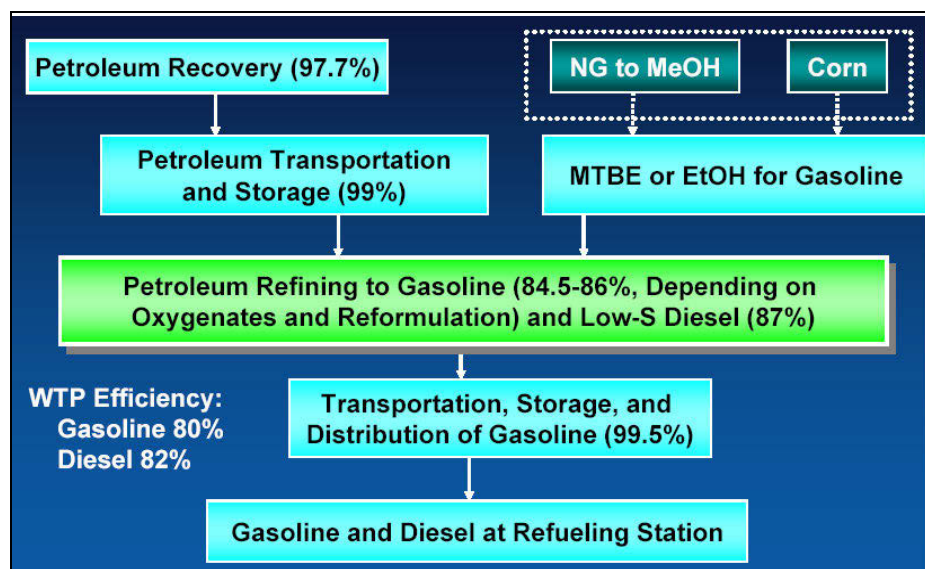 Petroleum Recovery (97.7%)
NG to MeOH
Corn
Petroleum Transportation
and Storage (99%)
MTBE or EtOH for Gasoline
Petroleum Refining to Gasoline (84.5-86%, Depending on
Oxygenates and Reformulation) and Low-S Diesel (87%)
WTP Efficiency:
Gasoline 80%
Diesel 82%
Transportation, Storage, and
Distribution of Gasoline (99.5%)
Gasoline and Diesel at Refueling Station